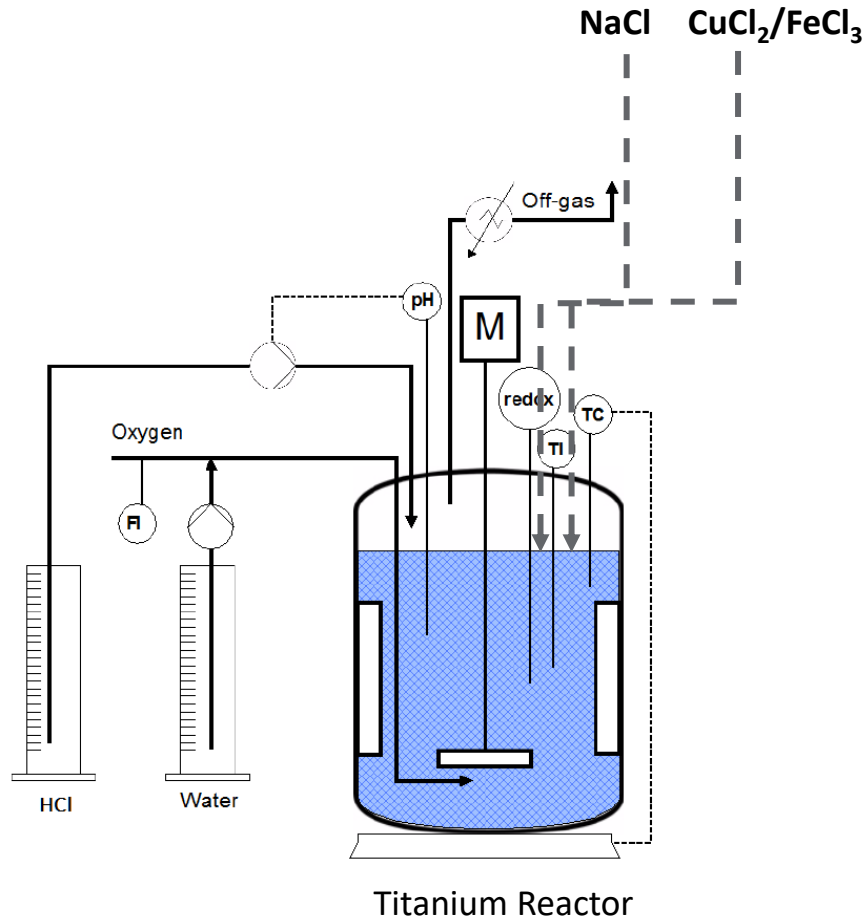 NaCl CuCl₂/FeCl₃
Off-gas
pH
M
redox
TC
Oxygen
TI
FI
HCl
Water
Titanium Reactor